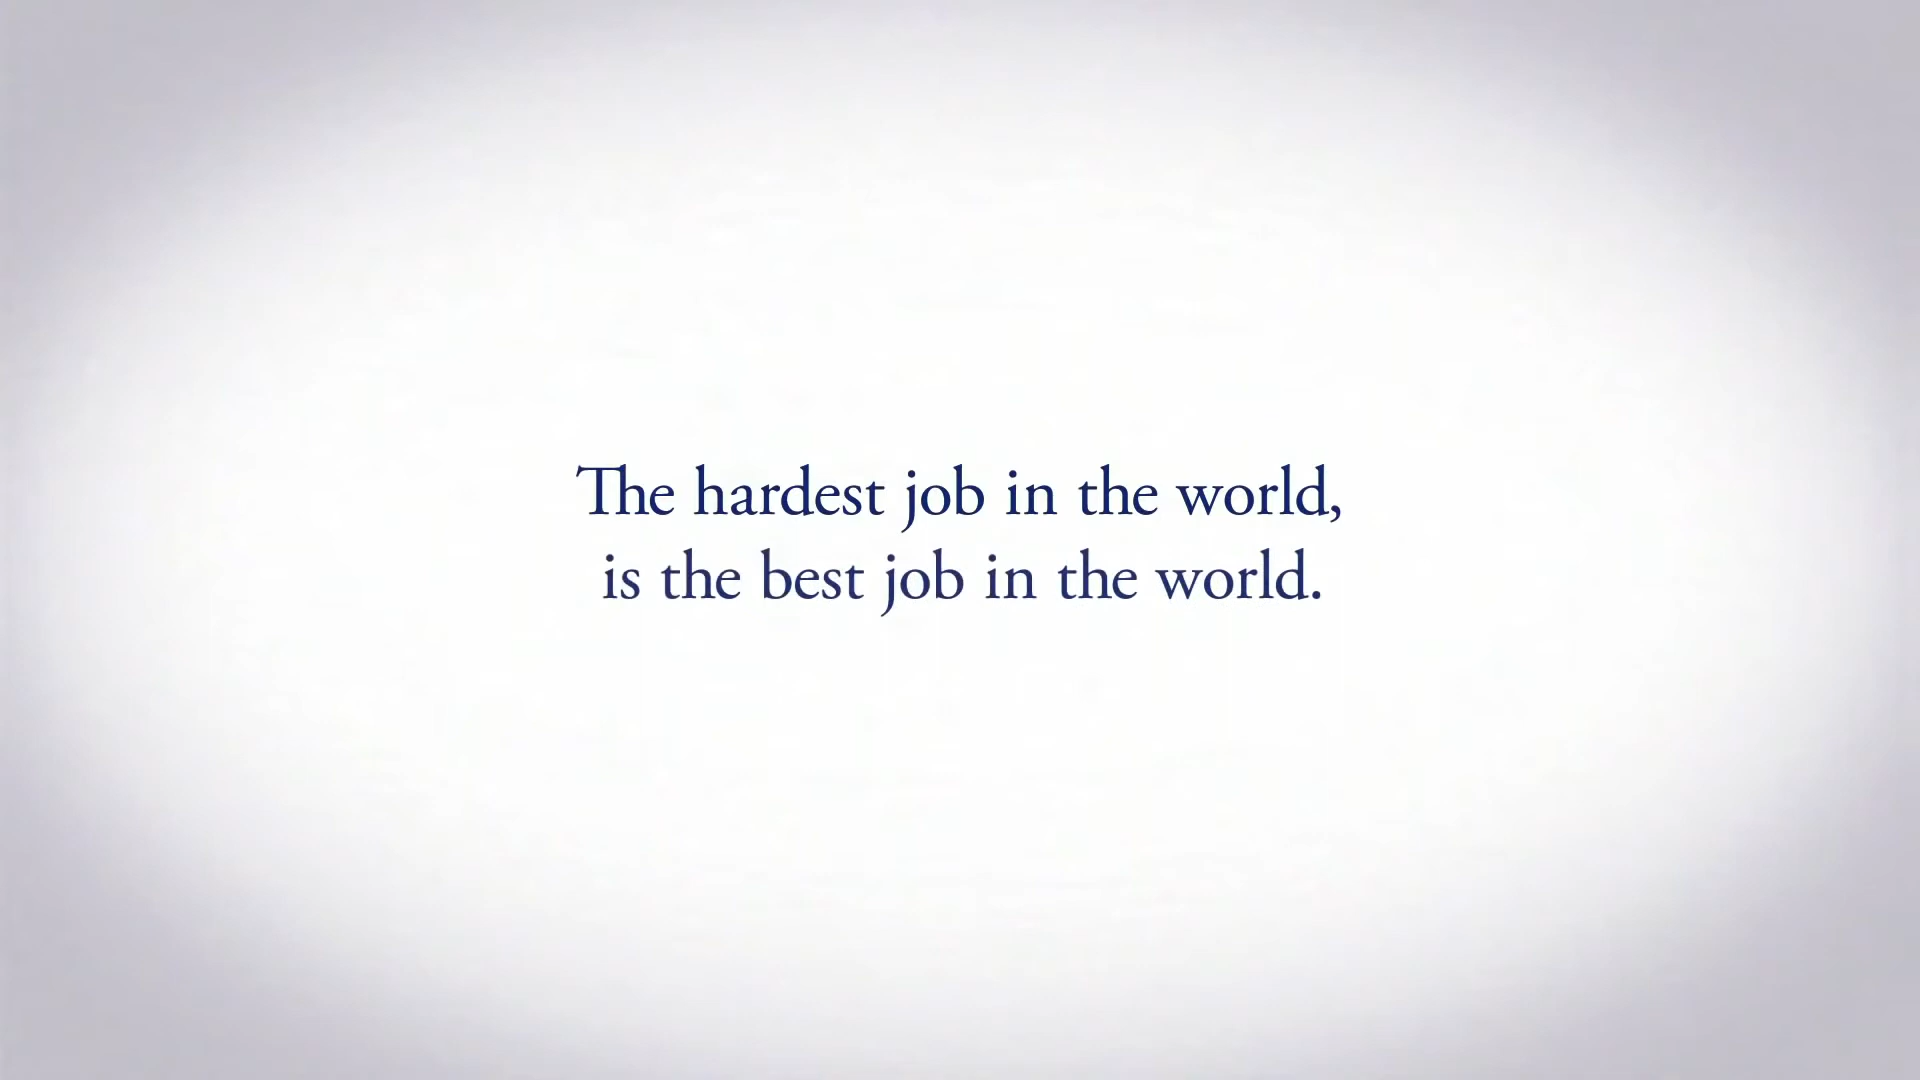 The hardest job in the world,
is the best job in the world.